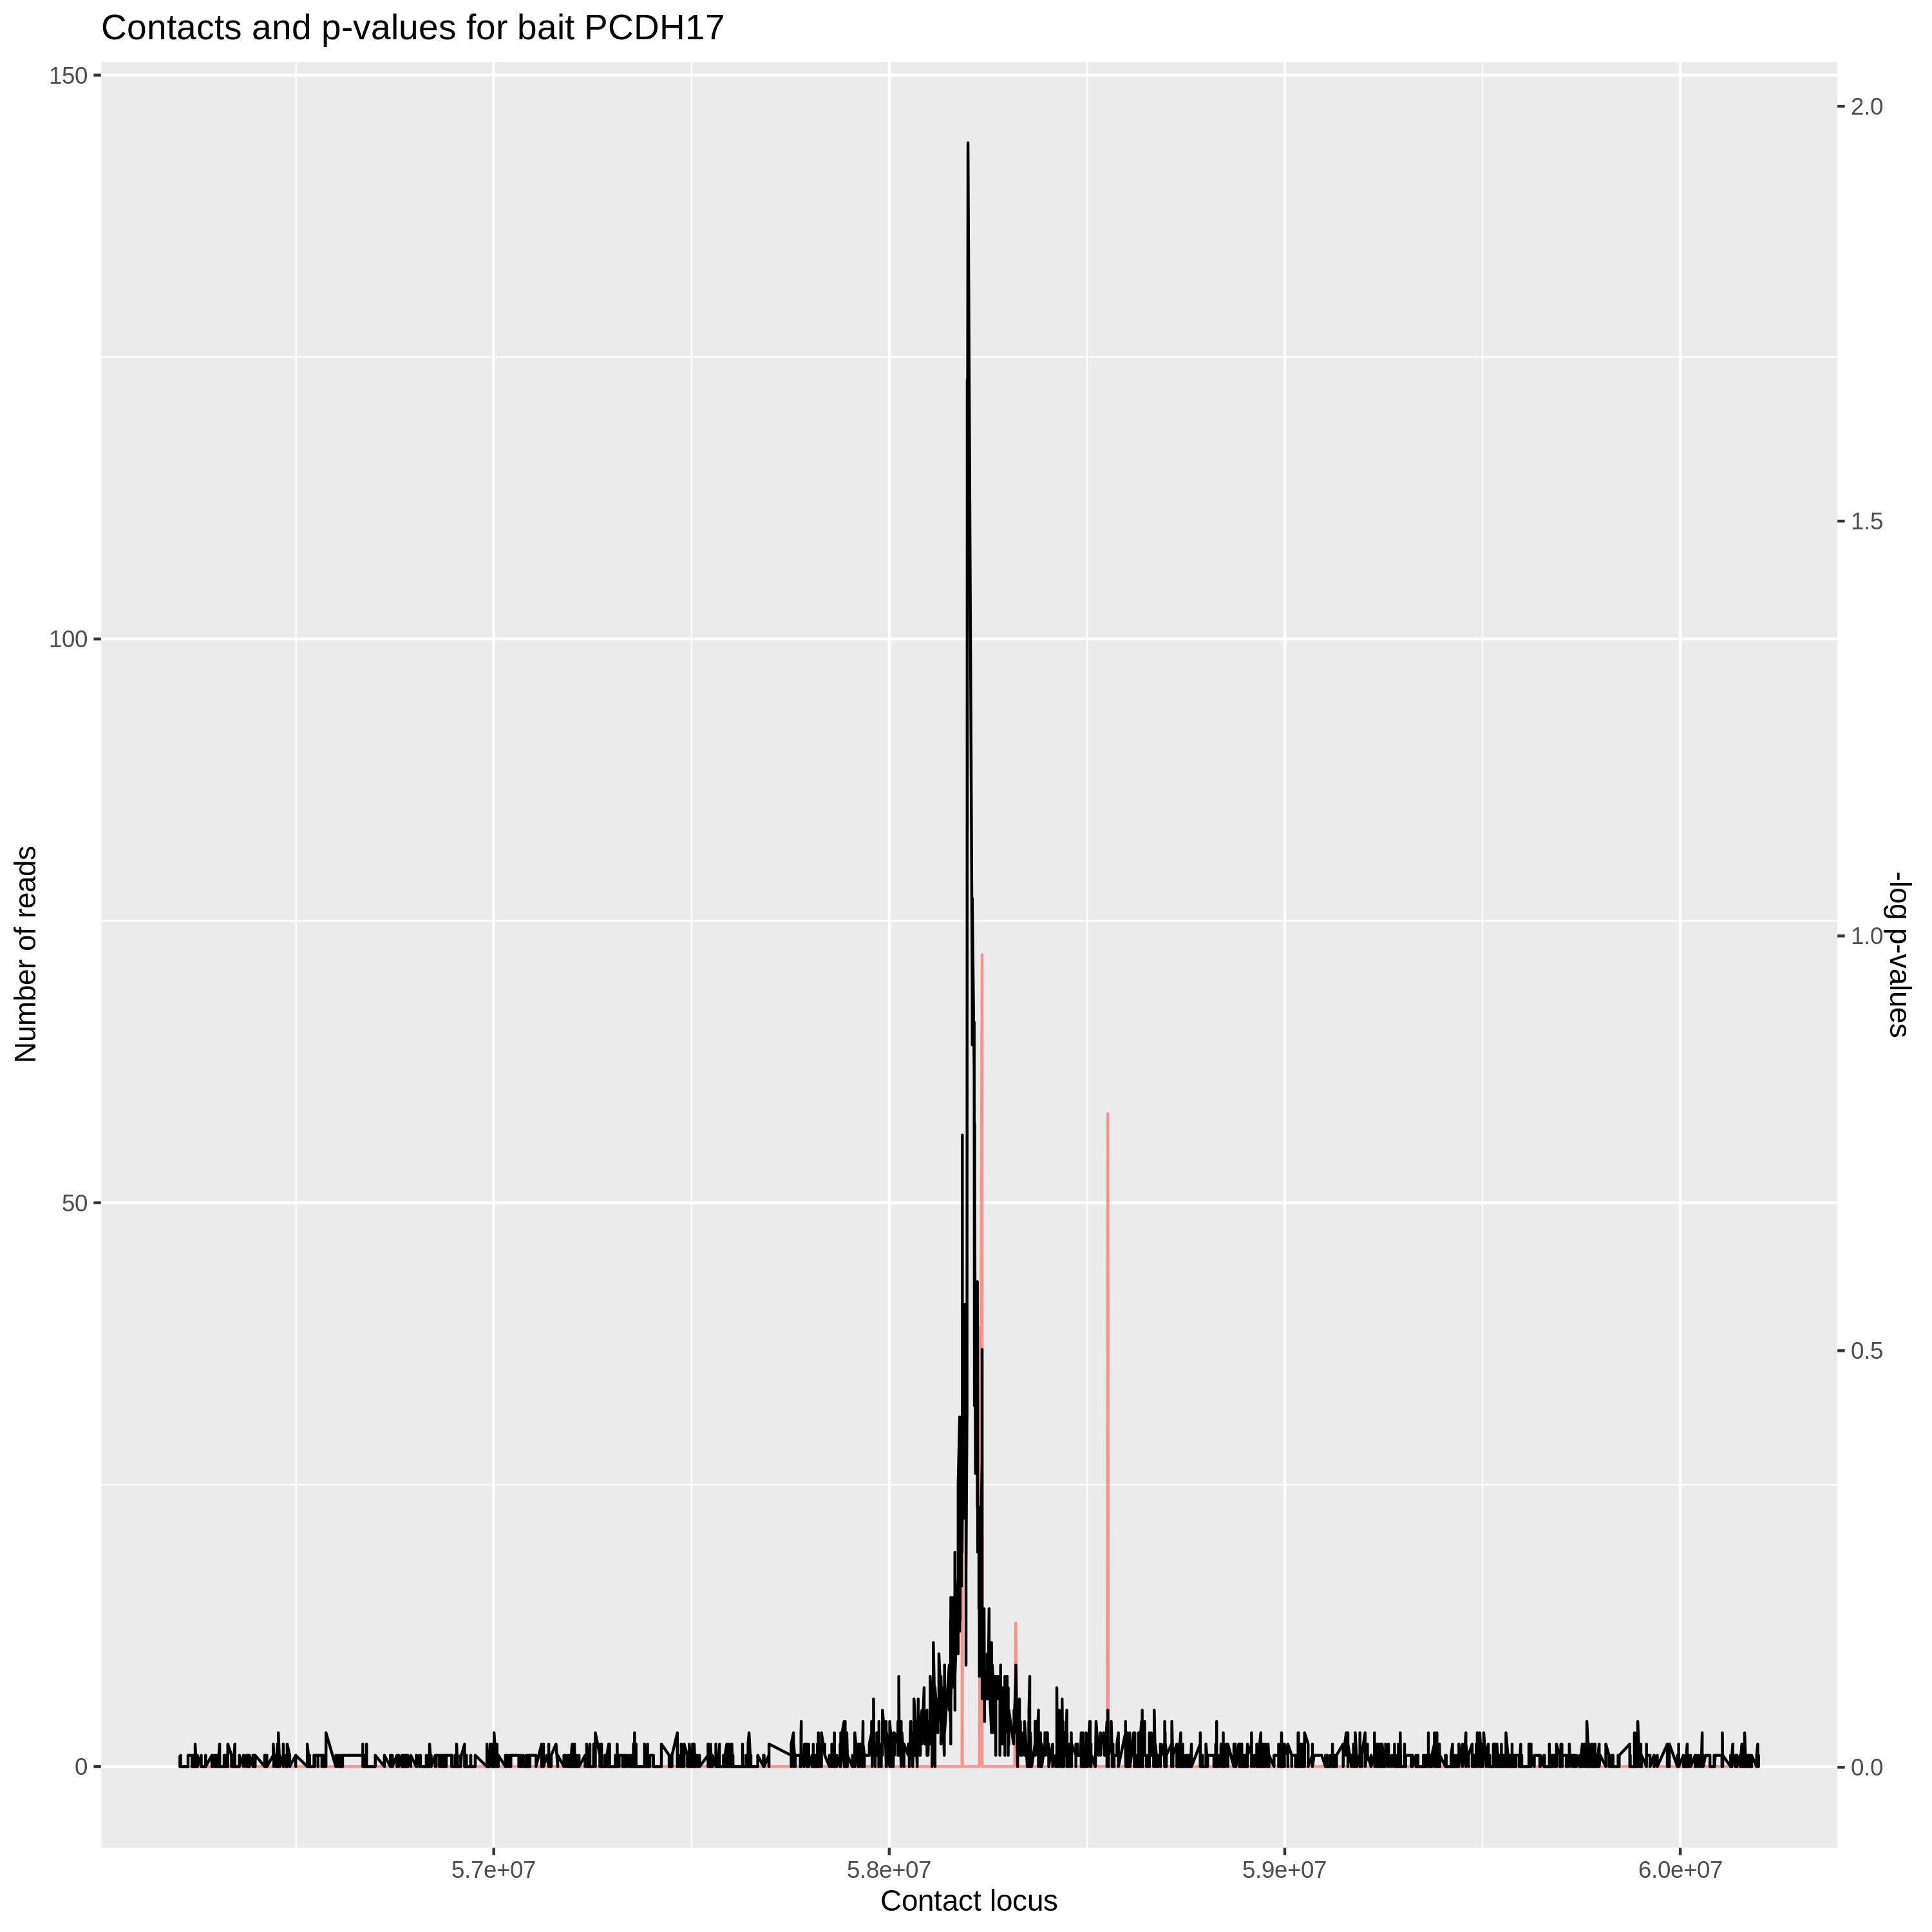 Contacts and p-values for bait PCDH17
150
100
50
0
Number of reads
2.0
1.5
1.0
0.5
0.0
-log p-values
5.7e+07
5.8e+07
5.9e+07
6.0e+07
Contact locus